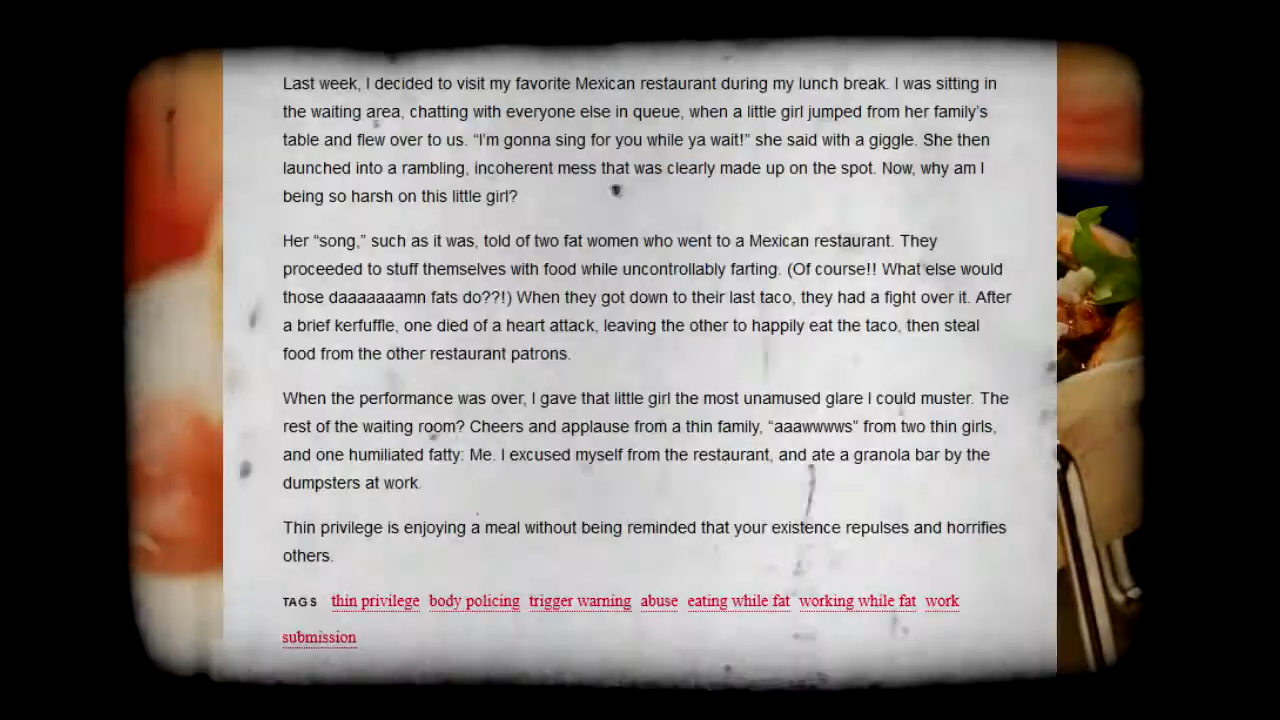 Last week, I decided to visit my favorite Mexican restaurant during my lunch break. I was sitting in
the waiting area, chatting with everyone else in queue, when a little girl jumped from her family’s
table and flew over to us. “I’m gonna sing for you while ya wait!” she said with a giggle. She then
launched into a rambling, incoherent mess that was clearly made up on the spot. Now, why am I
being so harsh on this little girl?
Her “song,” such as it was, told of two fat women who went to a Mexican restaurant. They
proceeded to stuff themselves with food while uncontrollably farting. (Of course!! What else would
those daaaaaaamn fats do??!) When they got down to their last taco, they had a fight over it. After
a brief kerfuffle, one died of a heart attack, leaving the other to happily eat the taco, then steal
food from the other restaurant patrons.
When the performance was over, I gave that little girl the most unamused glare I could muster. The
rest of the waiting room? Cheers and applause from a thin family, “aaawwwws” from two thin girls,
and one humiliated fatty: Me. I excused myself from the restaurant, and ate a granola bar by the
dumpsters at work.
Thin privilege is enjoying a meal without being reminded that your existence repulses and horrifies
others.
TAGS thin privilege body policing trigger warning abuse eating while fat working while fat work
submission